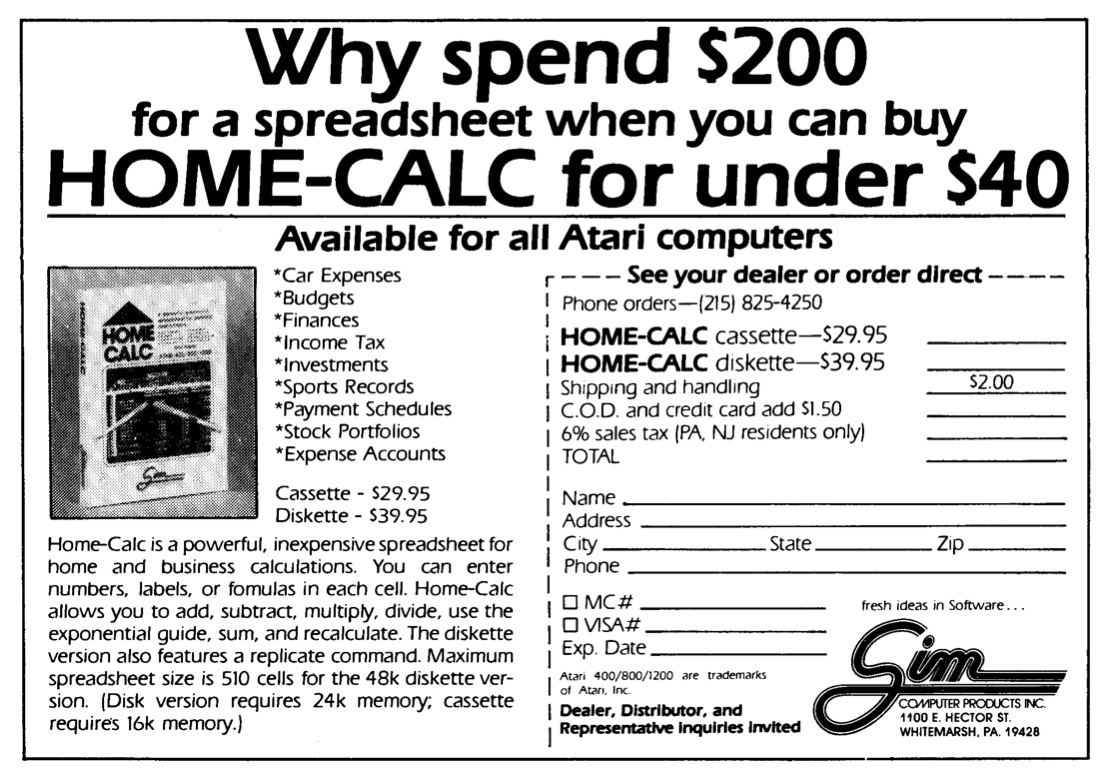 Why spend $200
for a spreadsheet when you can buy
HOME-CALC for under $40
Available for all Atari computers
HOME-CALC
HOME
CALC
Sim
*Car Expenses
*Budgets
*Finances
*Income Tax
*Investments
*Sports Records
*Payment Schedules
*Stock Portfolios
*Expense Accounts
Cassette - $29.95
Diskette - $39.95
Home-Calc is a powerful, inexpensive spreadsheet for
home and business calculations. You can enter
numbers, labels, or fomulas in each cell. Home-Calc
allows you to add, subtract, multiply, divide, use the
exponential guide, sum, and recalculate. The diskette
version also features a replicate command. Maximum
spreadsheet size is 510 cells for the 48k diskette ver-
sion. (Disk version requires 24k memory; cassette
requires 16k memory.)
See your dealer or order direct
Phone orders—(215) 825-4250
HOME-CALC cassette—$29.95
HOME-CALC diskette—$39.95
Shipping and handling $2.00
C.O.D. and credit card add $1.50
6% sales tax (PA, NJ residents only)
TOTAL
Name
Address
City State Zip
Phone
MC#
VISA#
Exp. Date
Atari 400/800/1200 are trademarks
of Atari, Inc.
Dealer, Distributor, and
Representative inquiries invited
fresh ideas in Software...
Sim
COMPUTER PRODUCTS INC.
1100 E. HECTOR ST.
WHITEMARSH, PA. 19428